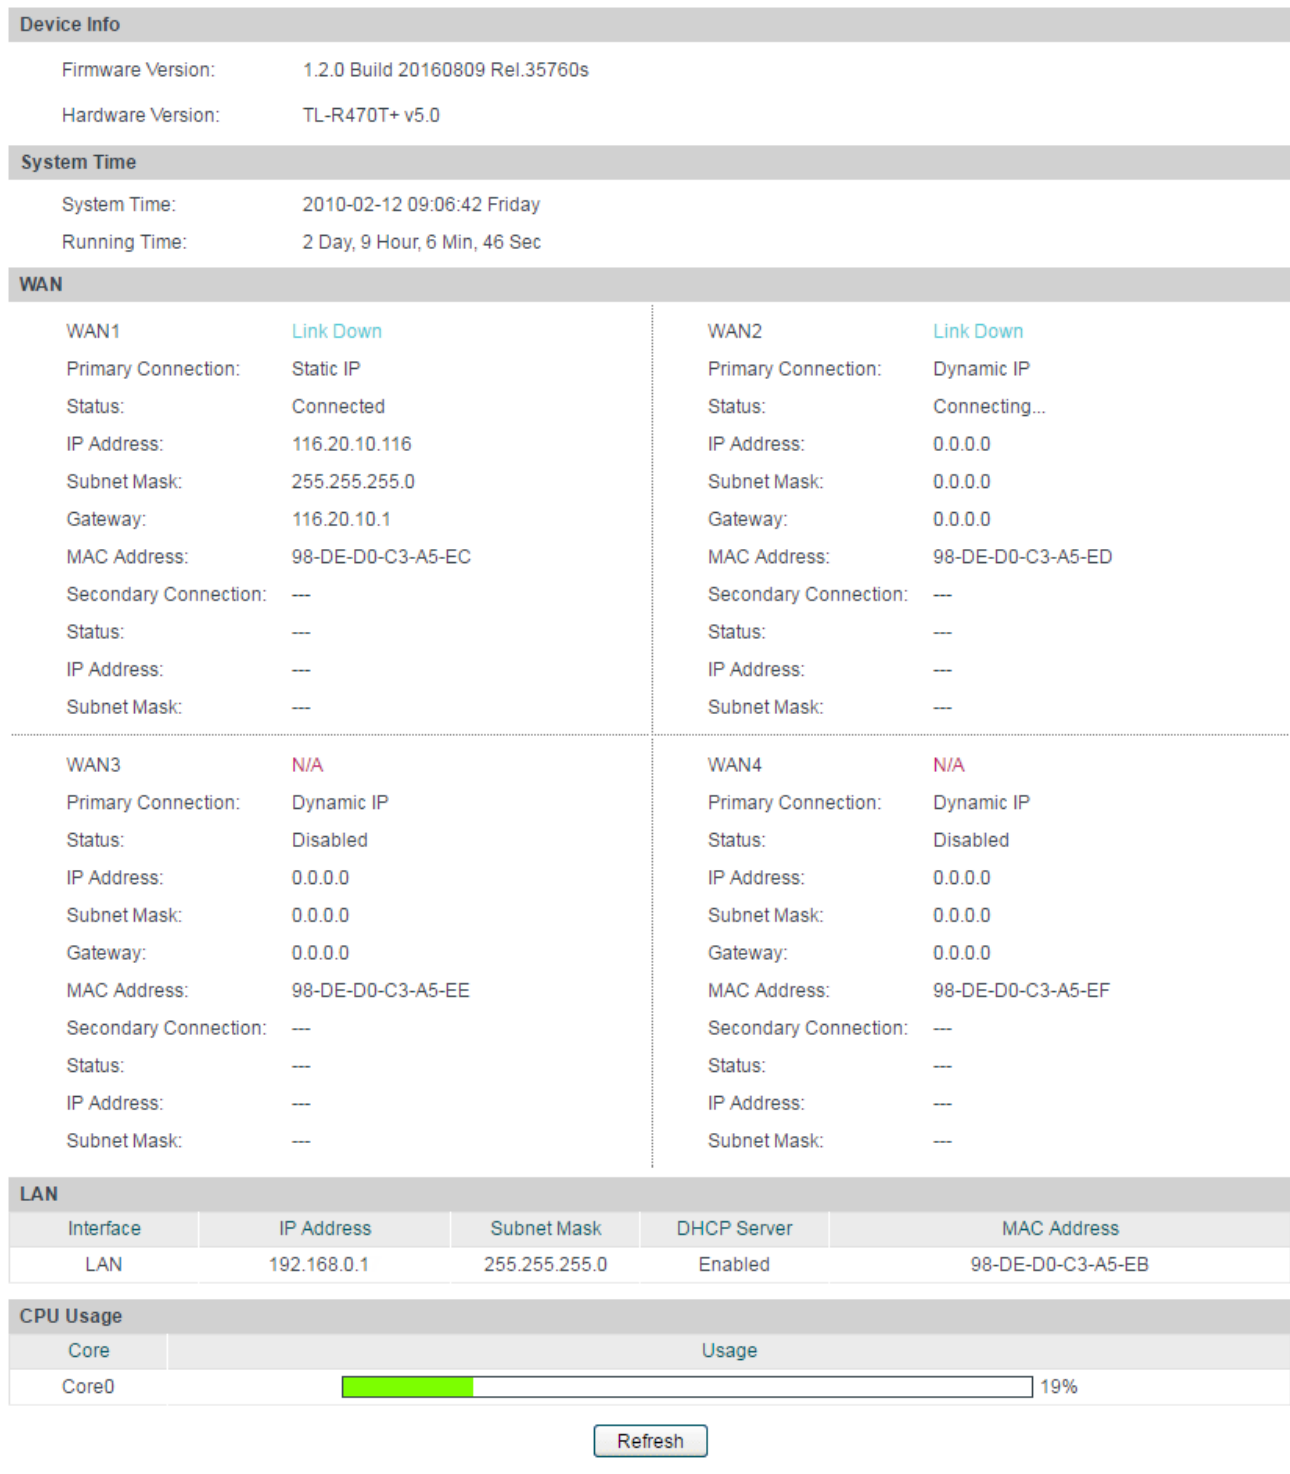 Device Info
Firmware Version: 1.2.0 Build 20160809 Rel.35760s
Hardware Version: TL-R470T+ v5.0
System Time
System Time: 2010-02-12 09:06:42 Friday
Running Time: 2 Day, 9 Hour, 6 Min, 46 Sec
WAN
WAN1 Link Down
Primary Connection: Static IP
Status: Connected
IP Address: 116.20.10.116
Subnet Mask: 255.255.255.0
Gateway: 116.20.10.1
MAC Address: 98-DE-D0-C3-A5-EC
Secondary Connection: ---
Status: ---
IP Address: ---
Subnet Mask: ---
WAN2 Link Down
Primary Connection: Dynamic IP
Status: Connecting...
IP Address: 0.0.0.0
Subnet Mask: 0.0.0.0
Gateway: 0.0.0.0
MAC Address: 98-DE-D0-C3-A5-ED
Secondary Connection: ---
Status: ---
IP Address: ---
Subnet Mask: ---
WAN3 N/A
Primary Connection: Dynamic IP
Status: Disabled
IP Address: 0.0.0.0
Subnet Mask: 0.0.0.0
Gateway: 0.0.0.0
MAC Address: 98-DE-D0-C3-A5-EE
Secondary Connection: ---
Status: ---
IP Address: ---
Subnet Mask: ---
WAN4 N/A
Primary Connection: Dynamic IP
Status: Disabled
IP Address: 0.0.0.0
Subnet Mask: 0.0.0.0
Gateway: 0.0.0.0
MAC Address: 98-DE-D0-C3-A5-EF
Secondary Connection: ---
Status: ---
IP Address: ---
Subnet Mask: ---
LAN
Interface IP Address Subnet Mask DHCP Server MAC Address
LAN 192.168.0.1 255.255.255.0 Enabled 98-DE-D0-C3-A5-EB
CPU Usage
Core Usage
Core0 19%
Refresh